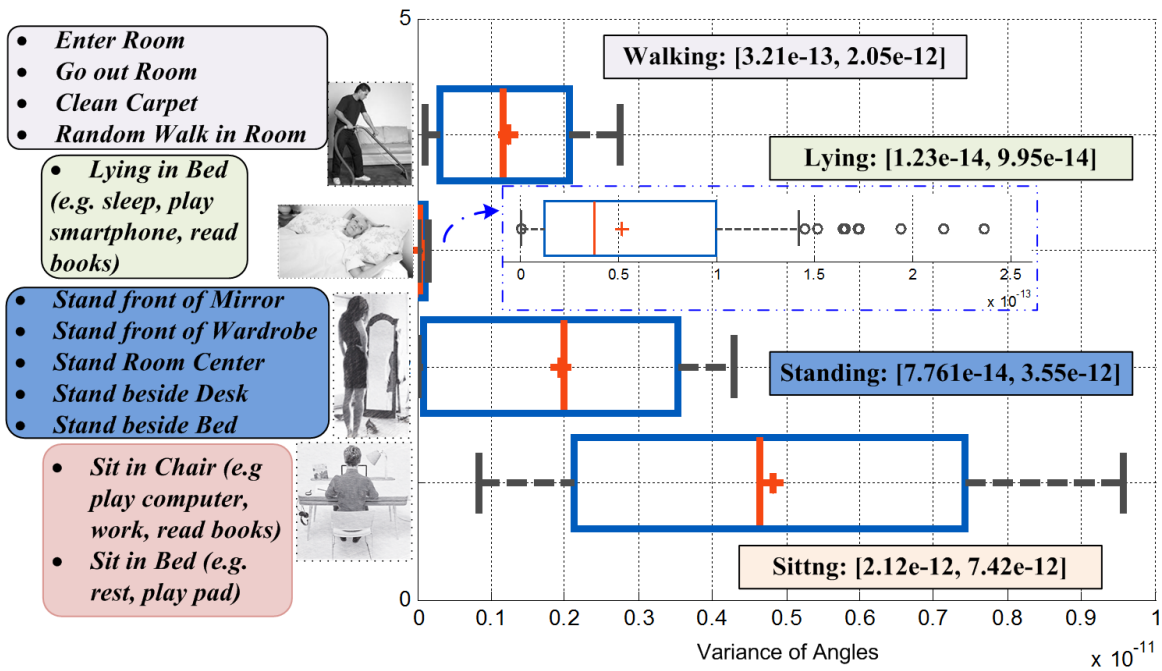 5
• Enter Room
• Go out Room
• Clean Carpet
• Random Walk in Room
Walking: [3.21e-13, 2.05e-12]
• Lying in Bed
(e.g. sleep, play
smartphone, read
books)
Lying: [1.23e-14, 9.95e-14]
0 0.5 1 1.5 2 2.5
x 10^-13
• Stand front of Mirror
• Stand front of Wardrobe
• Stand Room Center
• Stand beside Desk
• Stand beside Bed
Standing: [7.761e-14, 3.55e-12]
• Sit in Chair (e.g
play computer,
work, read books)
• Sit in Bed (e.g.
rest, play pad)
Sittng: [2.12e-12, 7.42e-12]
0
0 0.1 0.2 0.3 0.4 0.5 0.6 0.7 0.8 0.9 1
Variance of Angles
x 10^-11